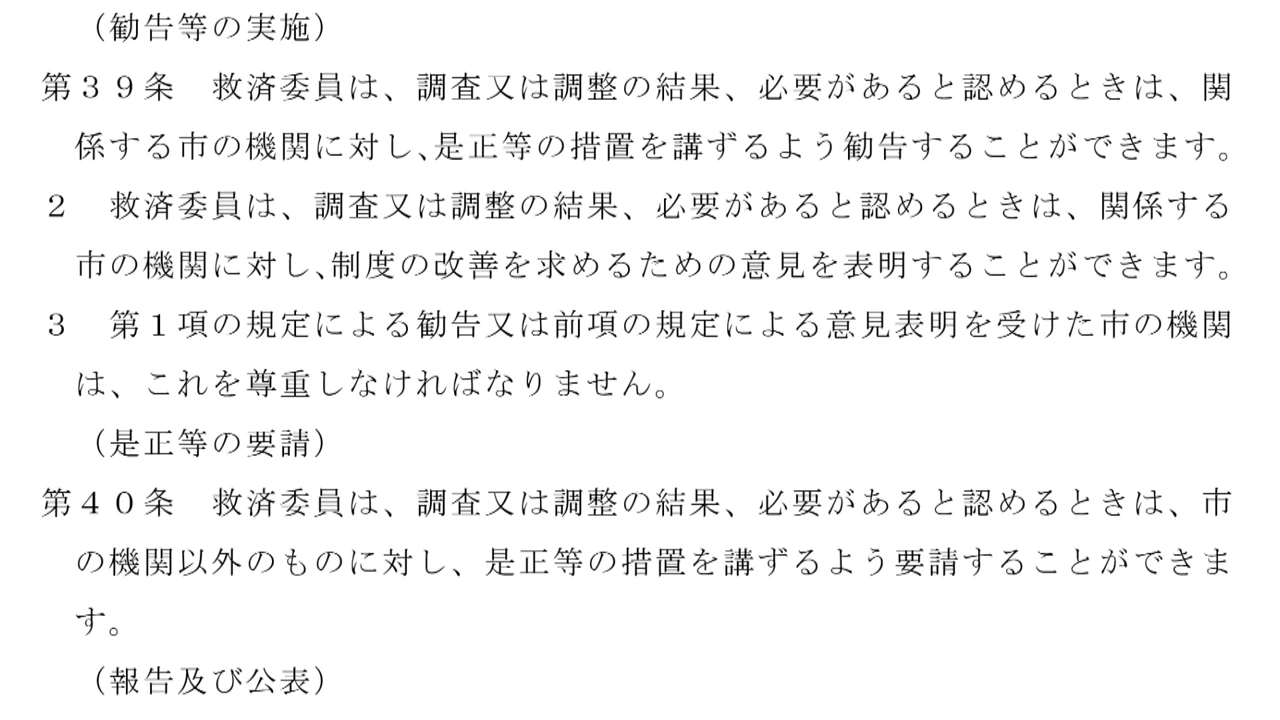 （勧告等の実施）
第３９条　救済委員は、調査又は調整の結果、必要があると認めるときは、関
係する市の機関に対し、是正等の措置を講ずるよう勧告することができます。
２　救済委員は、調査又は調整の結果、必要があると認めるときは、関係する
市の機関に対し、制度の改善を求めるための意見を表明することができます。
３　第１項の規定による勧告又は前項の規定による意見表明を受けた市の機関
は、これを尊重しなければなりません。
（是正等の要請）
第４０条　救済委員は、調査又は調整の結果、必要があると認めるときは、市
の機関以外のものに対し、是正等の措置を講ずるよう要請することができま
す。
（報告及び公表）